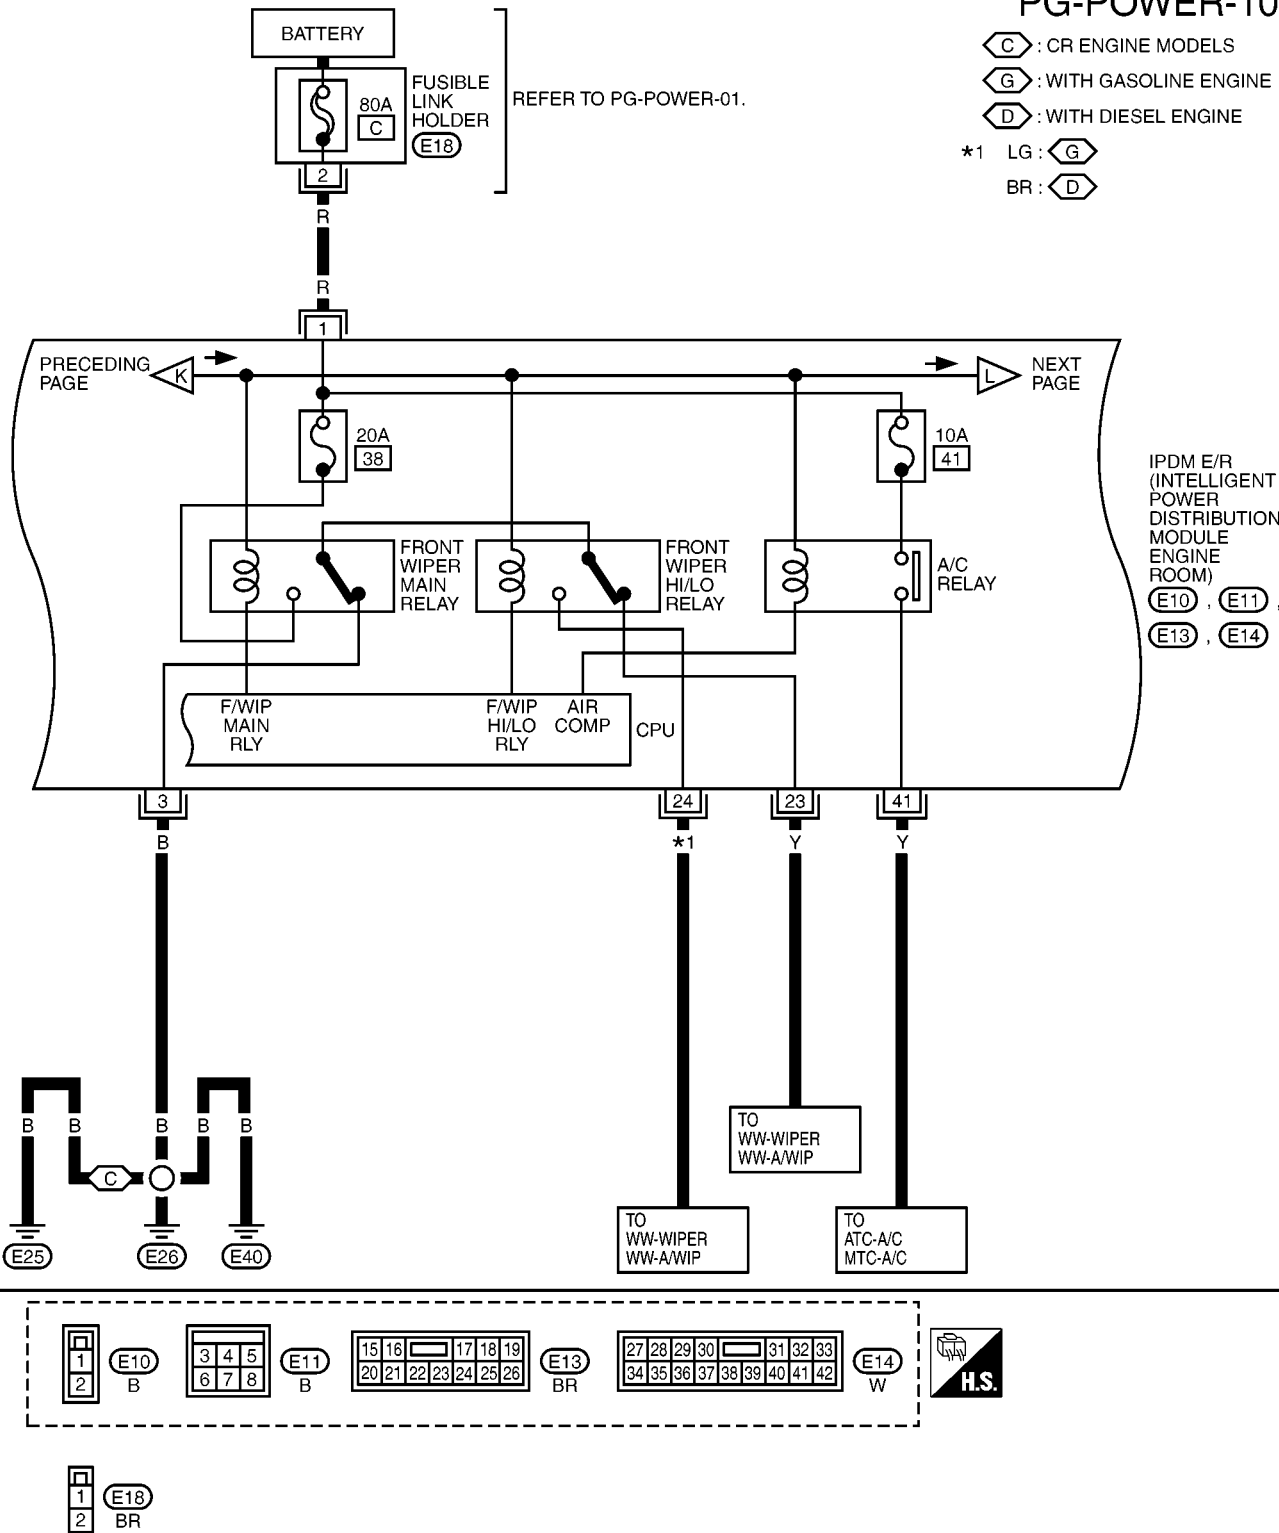 PG-POWER-10
BATTERY
80A
C
FUSIBLE
LINK
HOLDER
E18
REFER TO PG-POWER-01.
C : CR ENGINE MODELS
G : WITH GASOLINE ENGINE
D : WITH DIESEL ENGINE
*1 LG : G
BR : D
2
R
R
1
PRECEDING
PAGE
K
L
NEXT
PAGE
20A
38
10A
41
IPDM E/R
(INTELLIGENT
POWER
DISTRIBUTION
MODULE
ENGINE
ROOM)
E10 , E11 ,
E13 , E14
FRONT
WIPER
MAIN
RELAY
FRONT
WIPER
HI/LO
RELAY
A/C
RELAY
F/WIP
MAIN
RLY
F/WIP
HI/LO
RLY
AIR
COMP
CPU
3
24
23
41
B
*1
Y
Y
B
B
B
B
B
C
TO
WW-WIPER
WW-A/WIP
TO
WW-WIPER
WW-A/WIP
TO
ATC-A/C
MTC-A/C
E25
E26
E40
1
2
E10
B
3 4 5
6 7 8
E11
B
15 16 17 18 19
20 21 22 23 24 25 26
E13
BR
27 28 29 30 31 32 33
34 35 36 37 38 39 40 41 42
E14
W
H.S.
1
2
E18
BR